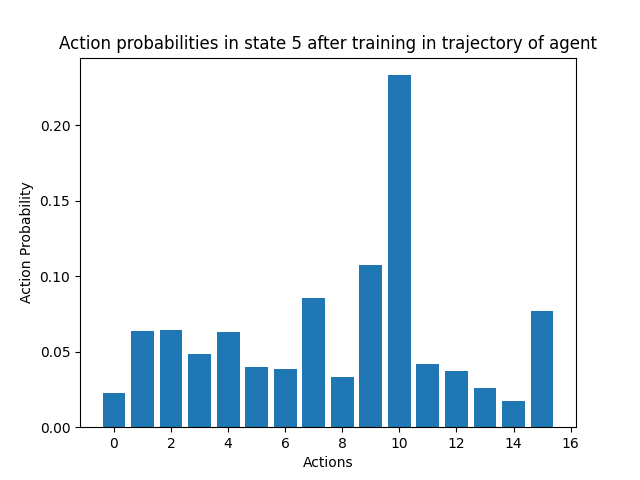 Action probabilities in state 5 after training in trajectory of agent
0.20
0.15
0.10
0.05
0.00
Action Probability
0 2 4 6 8 10 12 14 16
Actions